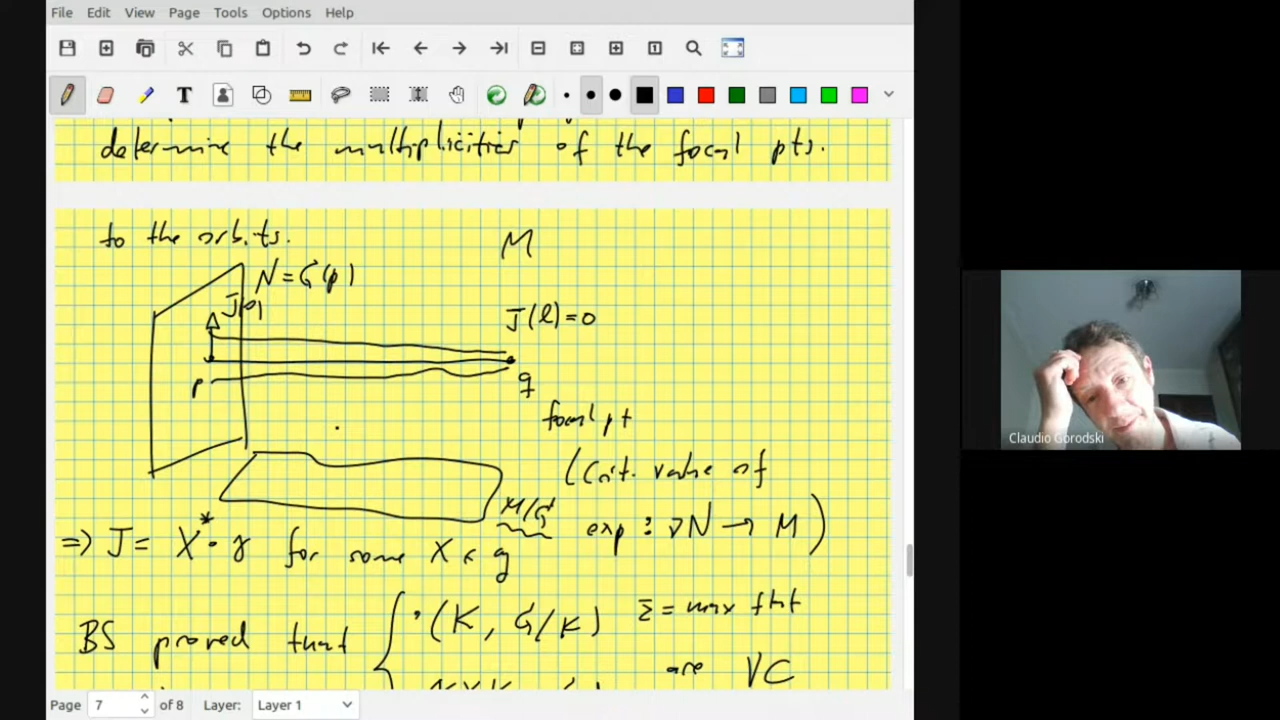 File Edit View Page Tools Options Help
determine the multiplicities of the focal pts.
to the orbits.
M
N = G(p)
J(0)
J(l) = 0
p
q
focal pt
(Crit. value of
M/G
exp : νN → M)
⇒ J = X* ∘ γ for some X ∈ g
BS proved that
• (K, G/K)
Σ = max flat
are VC
Claudio Gorodski
Page 7 of 8 Layer: Layer 1